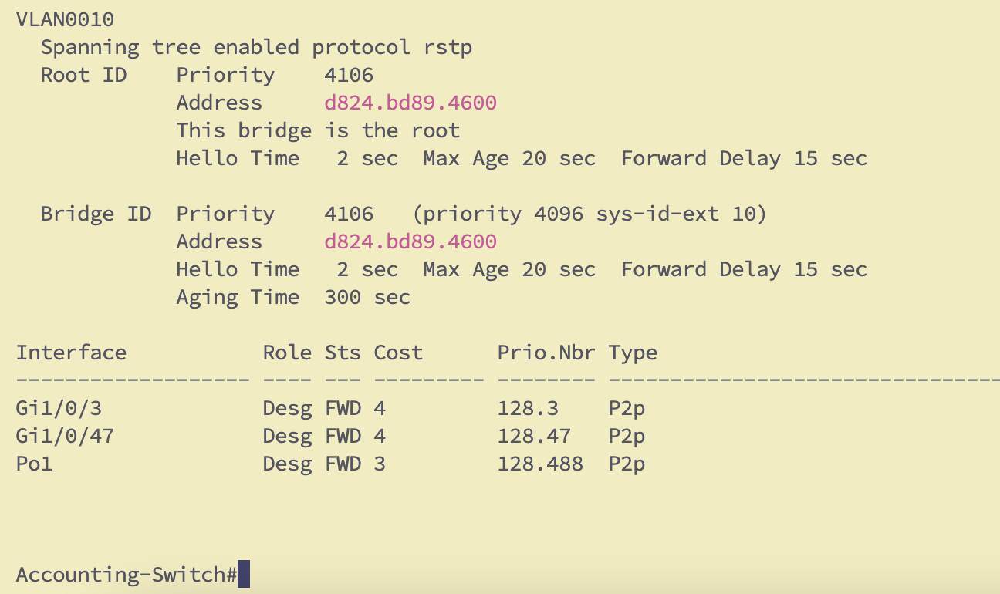 VLAN0010
  Spanning tree enabled protocol rstp
  Root ID    Priority    4106
             Address     d824.bd89.4600
             This bridge is the root
             Hello Time   2 sec  Max Age 20 sec  Forward Delay 15 sec

  Bridge ID  Priority    4106   (priority 4096 sys-id-ext 10)
             Address     d824.bd89.4600
             Hello Time   2 sec  Max Age 20 sec  Forward Delay 15 sec
             Aging Time  300 sec

Interface           Role Sts Cost      Prio.Nbr Type
------------------- ---- --- --------- -------- --------------------------------
Gi1/0/3             Desg FWD 4         128.3    P2p
Gi1/0/47            Desg FWD 4         128.47   P2p
Po1                 Desg FWD 3         128.488  P2p

Accounting-Switch#